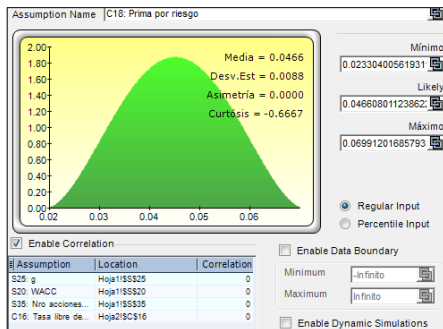 Assumption Name C18: Prima por riesgo
2.00
1.80
1.60
1.40
1.20
1.00
0.80
0.60
0.40
0.20
0.00
0.02 0.03 0.04 0.05 0.06
Media = 0.0466
Desv.Est = 0.0088
Asimetría = 0.0000
Curtósis = -0.6667
Mínimo
0.02330400561931
Likely
0.04660801123862
Máximo
0.06991201685793
Regular Input
Percentile Input
Enable Correlation
Assumption Location Correlation
S25: g Hoja1!$S$25 0
S20: WACC Hoja1!$S$20 0
S35: Nro acciones... Hoja1!$S$35 0
C16: Tasa libre de... Hoja2!$C$16 0
Enable Data Boundary
Minimum -Infinito
Maximum Infinito
Enable Dynamic Simulations